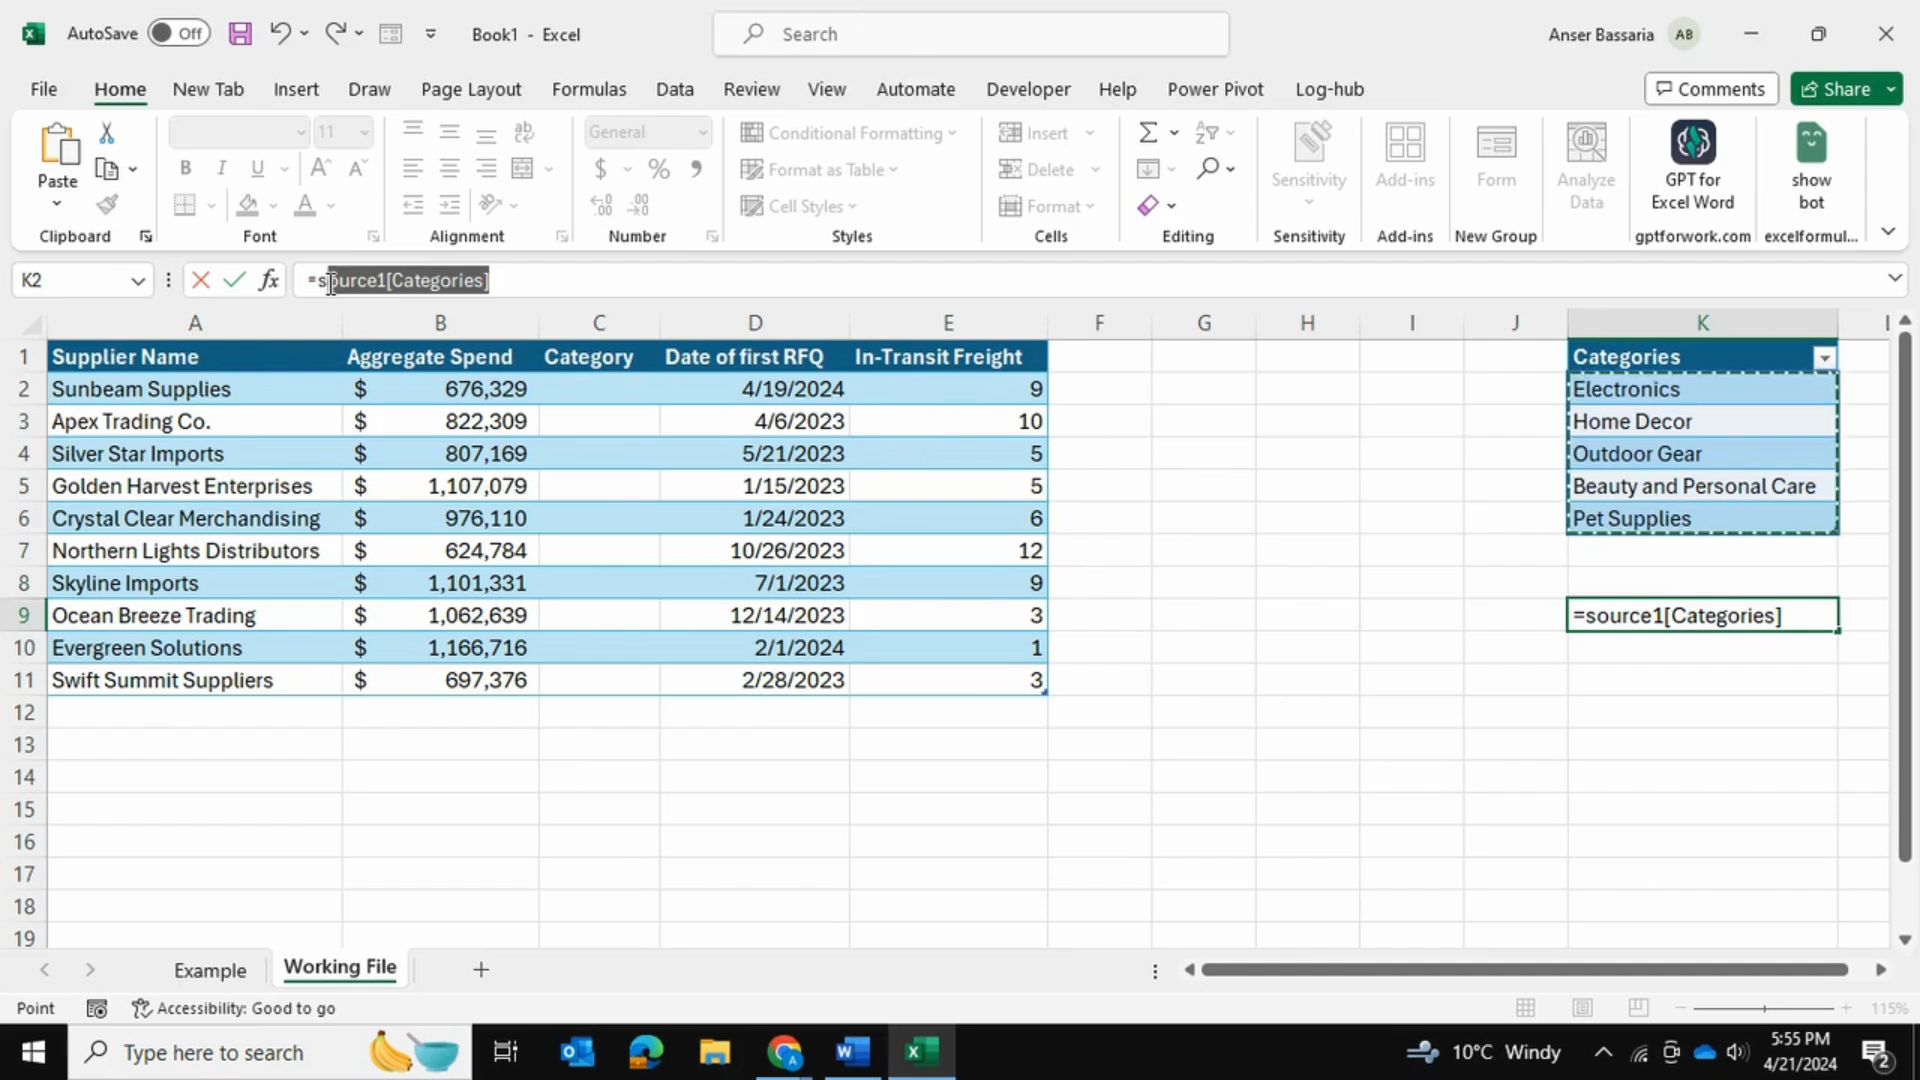 AutoSave Off Book1 - Excel Search Anser Bassaria AB
File Home New Tab Insert Draw Page Layout Formulas Data Review View Automate Developer Help Power Pivot Log-hub Comments Share
Paste
11
B I U A A A
General
$ % 9
Conditional Formatting
Format as Table
Cell Styles
Insert
Delete
Format
Sensitivity
Add-ins
Form
Analyze
Data
GPT for
Excel Word
show
bot
Clipboard Font Alignment Number Styles Cells Editing Sensitivity Add-ins New Group gptforwork.com excelformul...
K2 fx =source1[Categories]
A B C D E F G H I J K
1 Supplier Name Aggregate Spend Category Date of first RFQ In-Transit Freight Categories
2 Sunbeam Supplies $ 676,329 4/19/2024 9 Electronics
3 Apex Trading Co. $ 822,309 4/6/2023 10 Home Decor
4 Silver Star Imports $ 807,169 5/21/2023 5 Outdoor Gear
5 Golden Harvest Enterprises $ 1,107,079 1/15/2023 5 Beauty and Personal Care
6 Crystal Clear Merchandising $ 976,110 1/24/2023 6 Pet Supplies
7 Northern Lights Distributors $ 624,784 10/26/2023 12
8 Skyline Imports $ 1,101,331 7/1/2023 9
9 Ocean Breeze Trading $ 1,062,639 12/14/2023 3 =source1[Categories]
10 Evergreen Solutions $ 1,166,716 2/1/2024 1
11 Swift Summit Suppliers $ 697,376 2/28/2023 3
12
13
14
15
16
17
18
19
Example Working File
Point Accessibility: Good to go 115%
Type here to search 10°C Windy 5:55 PM
4/21/2024 2